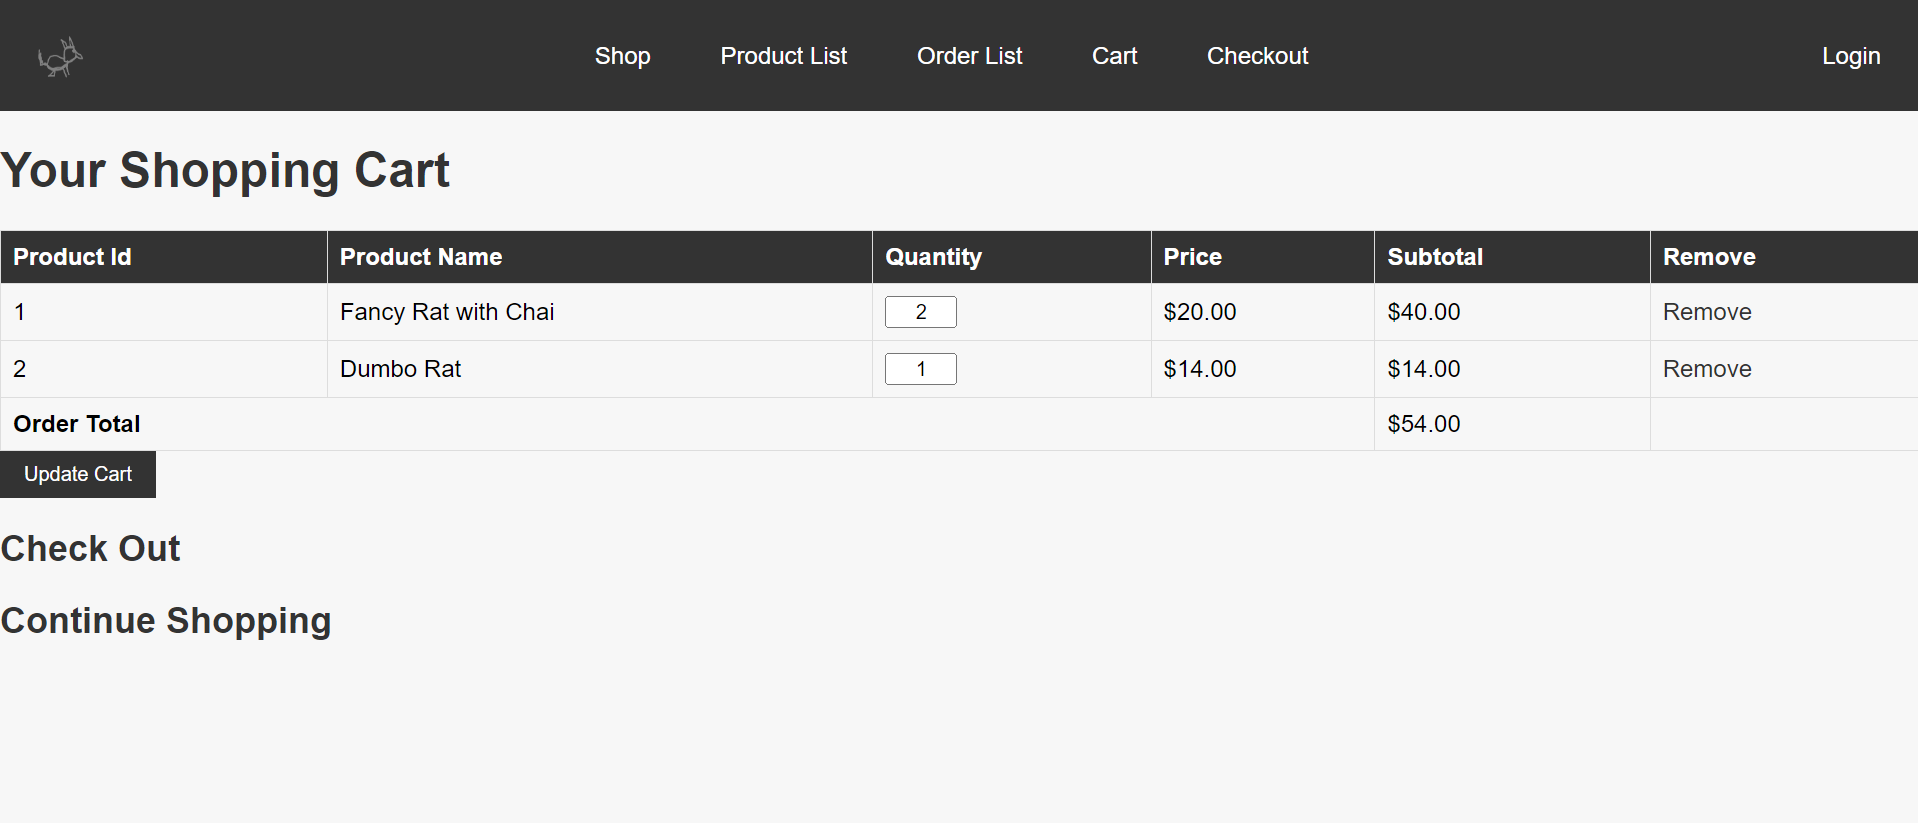 Shop Product List Order List Cart Checkout Login
Your Shopping Cart
Product Id Product Name Quantity Price Subtotal Remove
1 Fancy Rat with Chai 2 $20.00 $40.00 Remove
2 Dumbo Rat 1 $14.00 $14.00 Remove
Order Total $54.00
Update Cart
Check Out
Continue Shopping